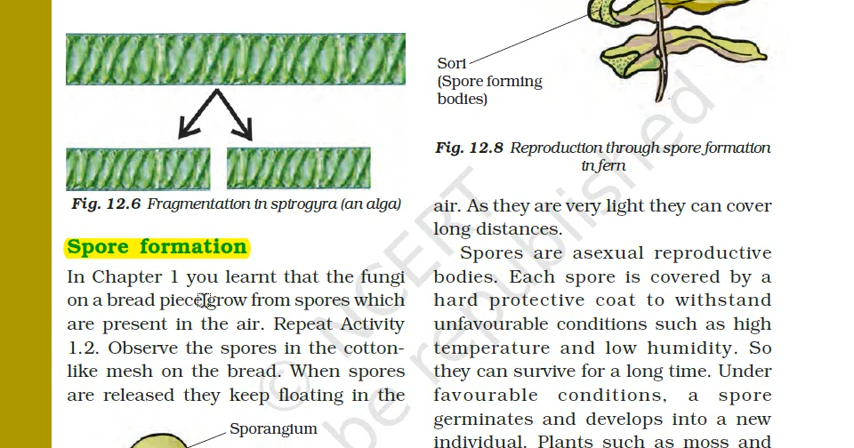 Fig. 12.6 Fragmentation in spirogyra (an alga)
Spore formation
In Chapter 1 you learnt that the fungi
on a bread piece grow from spores which
are present in the air. Repeat Activity
1.2. Observe the spores in the cotton-
like mesh on the bread. When spores
are released they keep floating in the
Sporangium
Sori
(Spore forming
bodies)
Fig. 12.8 Reproduction through spore formation
in fern
air. As they are very light they can cover
long distances.
Spores are asexual reproductive
bodies. Each spore is covered by a
hard protective coat to withstand
unfavourable conditions such as high
temperature and low humidity. So
they can survive for a long time. Under
favourable conditions, a spore
germinates and develops into a new
individual. Plants such as moss and
© NCERT
be republished